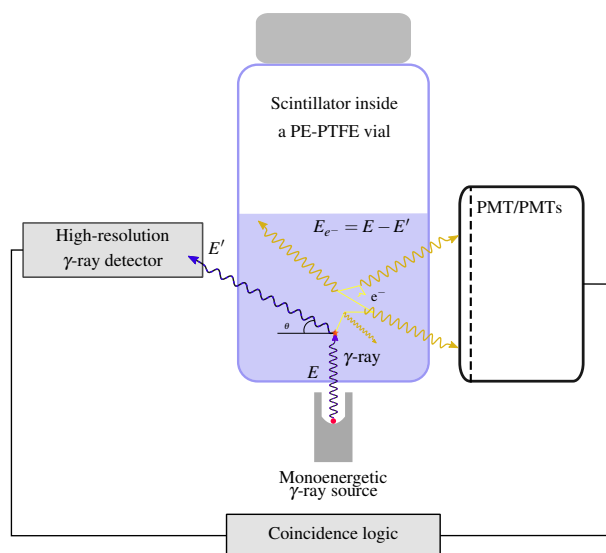 Scintillator inside
a PE-PTFE vial
PMT/PMTs
E_{e^-} = E − E′
High-resolution
γ-ray detector
E′
e⁻
θ
γ-ray
E
Monoenergetic
γ-ray source
Coincidence logic